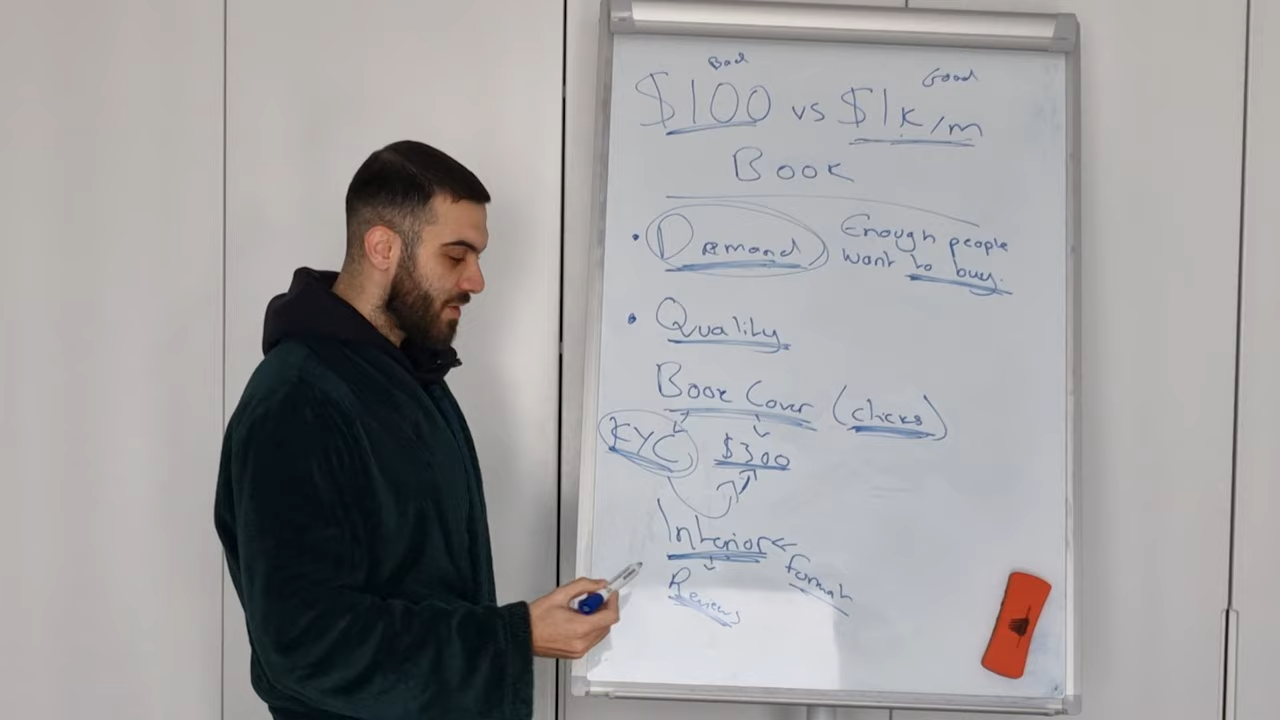 Bad
Good
$100 vs $1k/m
Book
• Demand
Enough people
want to buy.
• Quality
Book Cover (clicks)
KYC
$300
Interior
Format
Reviews